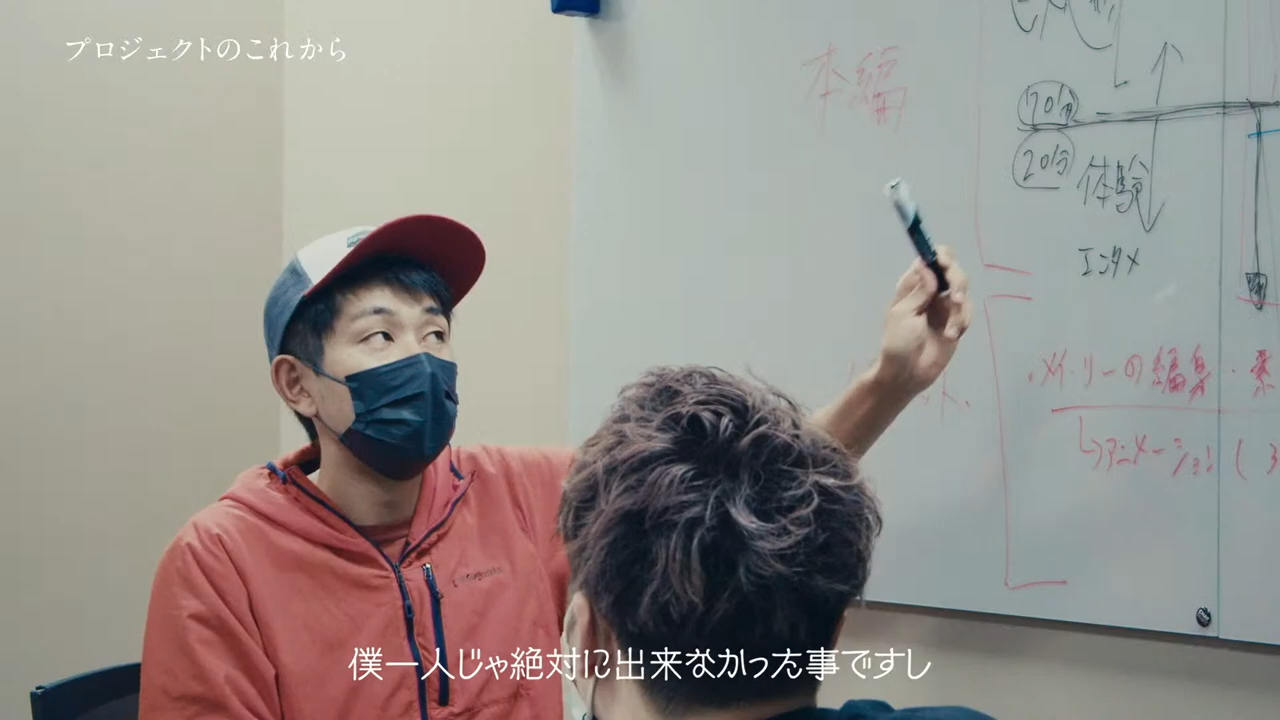 プロジェクトのこれから
本編
70分
20分
体験
エンタメ
・メイリーの編集・素
↳アニメーション(3
patagonia
僕一人じゃ絶対に出来なかった事ですし